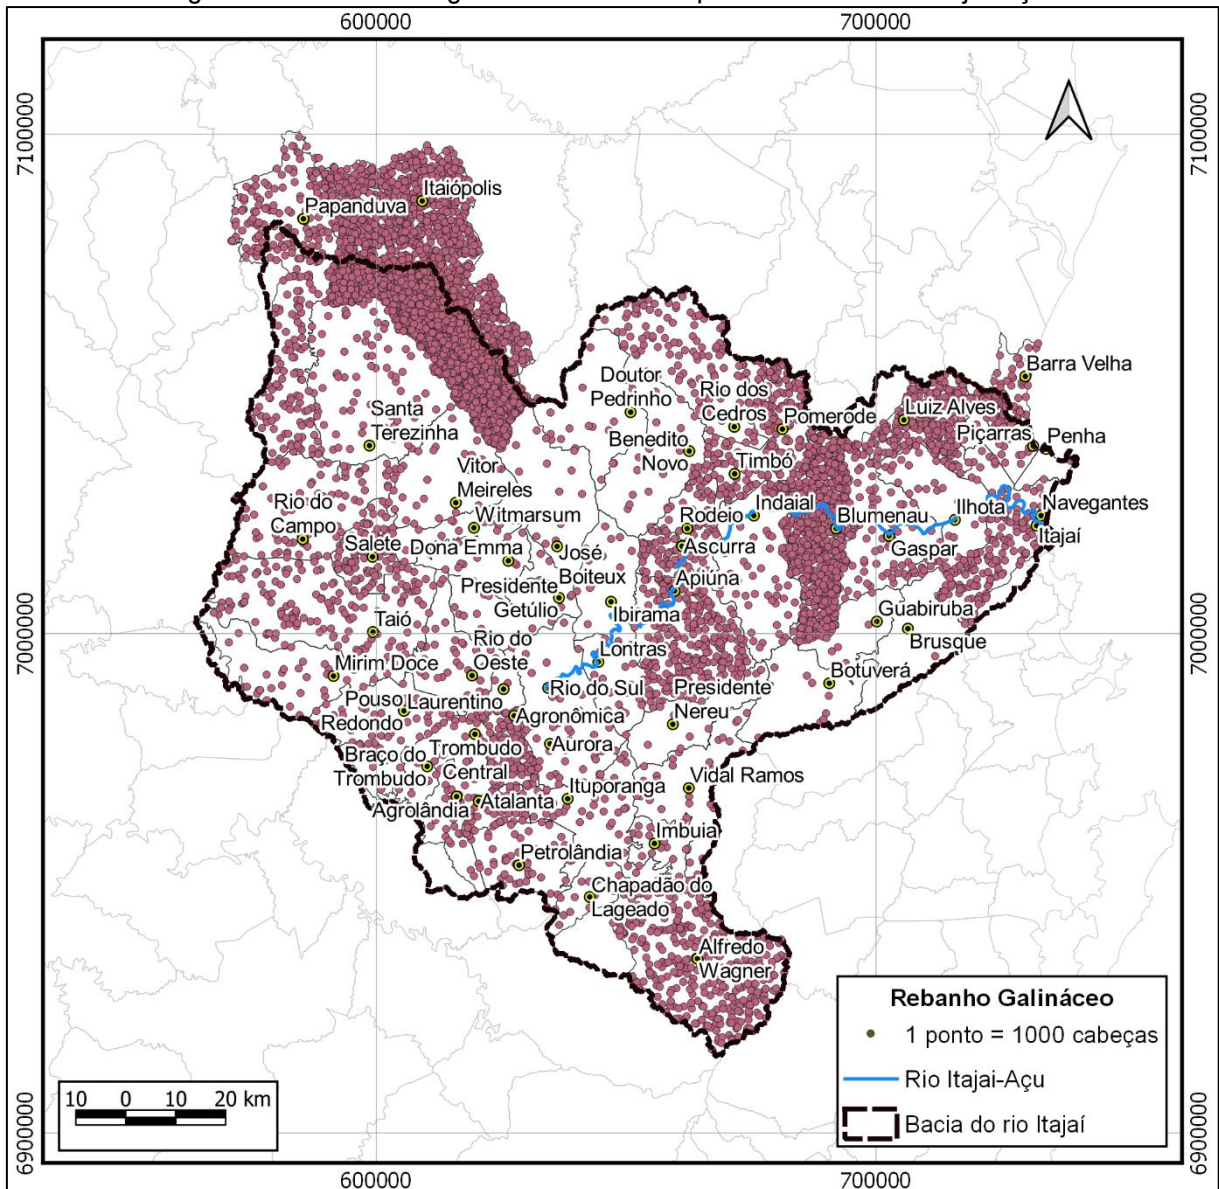 600000
700000
7100000
7100000
Itaiópolis
Papanduva
Barra Velha
Doutor
Pedrinho
Rio dos
Cedros
Pomerode
Luiz Alves
Piçarras
Penha
Santa
Terezinha
Benedito
Novo
Timbó
Vitor
Meireles
Rio do
Campo
Witmarsum
Rodeio
Indaial
Blumenau
Ilhota
Navegantes
Itajaí
Gaspar
Salete
Dona Emma
José
Boiteux
Ascurra
Apiúna
Presidente
Getúlio
Ibirama
Guabiruba
Brusque
Taió
7000000
7000000
Rio do
Oeste
Lontras
Mirim Doce
Botuverá
Pouso
Redondo
Laurentino
Rio do Sul
Presidente
Nereu
Agronômica
Aurora
Braço do
Trombudo
Trombudo
Central
Ituporanga
Vidal Ramos
Agrolândia
Atalanta
Imbuia
Petrolândia
Chapadão do
Lageado
Alfredo
Wagner
Rebanho Galináceo
1 ponto = 1000 cabeças
Rio Itajai-Açu
Bacia do rio Itajaí
10 0 10 20 km
6900000
6900000
600000
700000